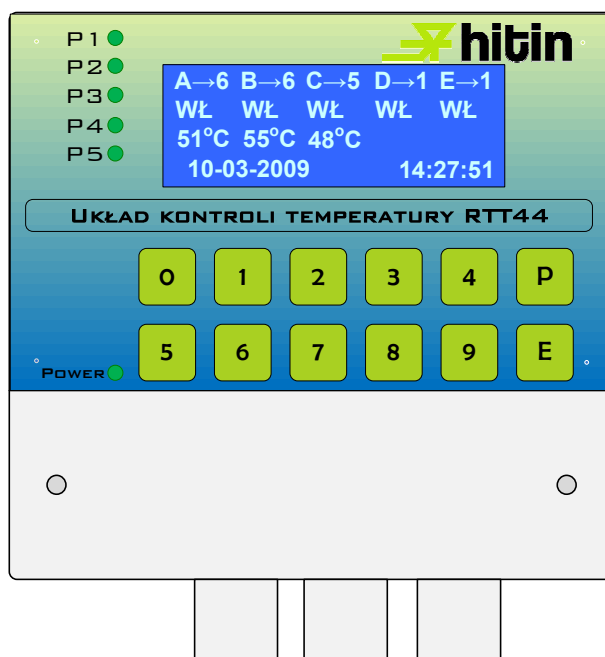 hitin
P1
P2
P3
P4
P5
A→6 B→6 C→5 D→1 E→1
WŁ WŁ WŁ WŁ WŁ
51°C 55°C 48°C
10-03-2009 14:27:51
UKŁAD KONTROLI TEMPERATURY RTT44
0 1 2 3 4 P
5 6 7 8 9 E
POWER